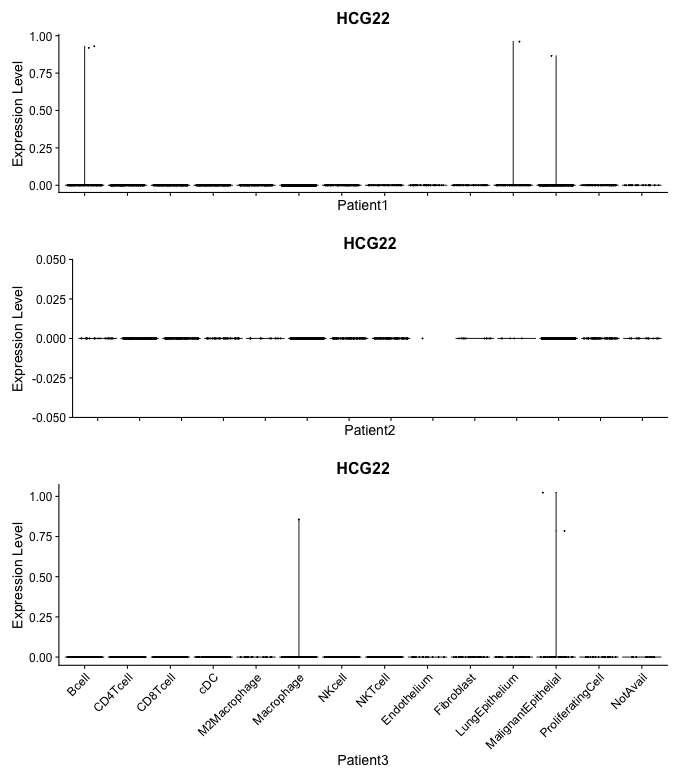 HCG22
Expression Level
1.00
0.75
0.50
0.25
0.00
Patient1
HCG22
Expression Level
0.050
0.025
0.000
-0.025
-0.050
Patient2
HCG22
Expression Level
1.00
0.75
0.50
0.25
0.00
Bcell
CD4Tcell
CD8Tcell
cDC
M2Macrophage
Macrophage
NKcell
NKTcell
Endothelium
Fibroblast
LungEpithelium
MalignantEpithelial
ProliferatingCell
NotAvail
Patient3